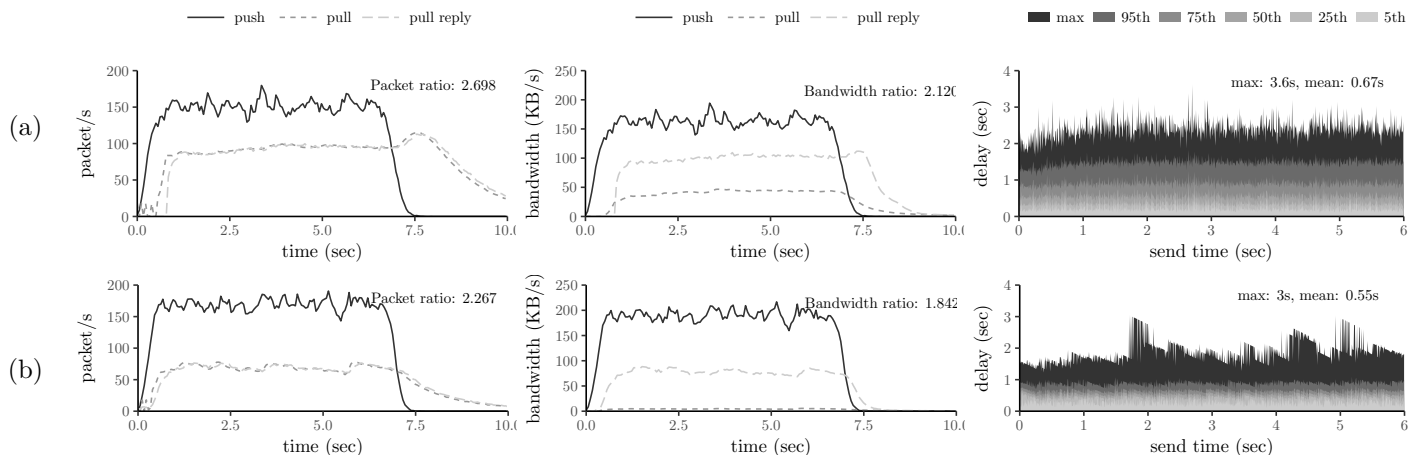 push pull pull reply
push pull pull reply
max 95th 75th 50th 25th 5th
(a)
packet/s
200
150
100
50
0
Packet ratio: 2.698
0.0 2.5 5.0 7.5 10.0
time (sec)
bandwidth (KB/s)
250
200
150
100
50
0
Bandwidth ratio: 2.120
0.0 2.5 5.0 7.5 10.0
time (sec)
delay (sec)
4
3
2
1
0
max: 3.6s, mean: 0.67s
0 1 2 3 4 5 6
send time (sec)
(b)
packet/s
200
150
100
50
0
Packet ratio: 2.267
0.0 2.5 5.0 7.5 10.0
time (sec)
bandwidth (KB/s)
250
200
150
100
50
0
Bandwidth ratio: 1.842
0.0 2.5 5.0 7.5 10.0
time (sec)
delay (sec)
4
3
2
1
0
max: 3s, mean: 0.55s
0 1 2 3 4 5 6
send time (sec)